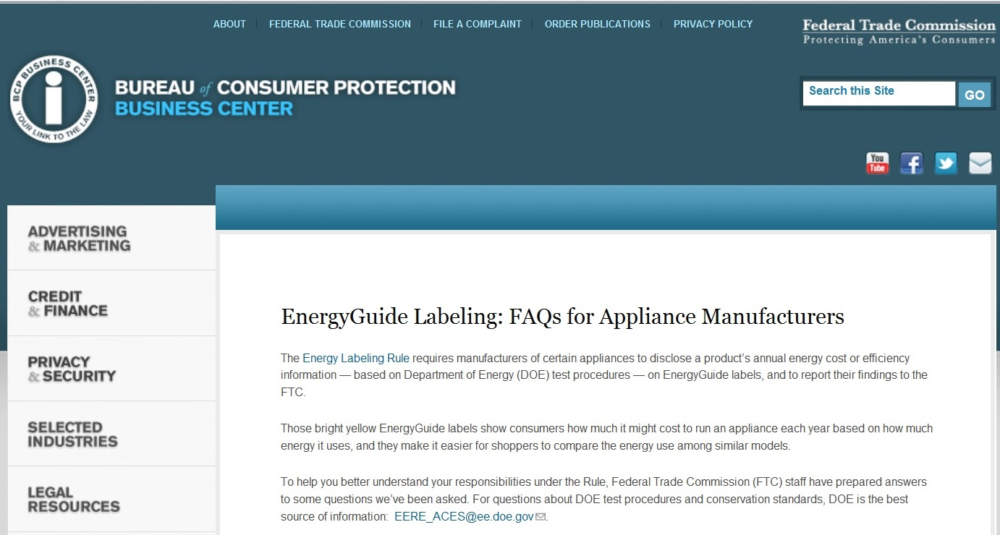 ABOUT FEDERAL TRADE COMMISSION FILE A COMPLAINT ORDER PUBLICATIONS PRIVACY POLICY
Federal Trade Commission
Protecting America's Consumers
BCP BUSINESS CENTER
YOUR LINK TO THE LAW
i
BUREAU of CONSUMER PROTECTION
BUSINESS CENTER
Search this Site GO
You
Tube
f
ADVERTISING
& MARKETING
CREDIT
& FINANCE
PRIVACY
& SECURITY
SELECTED
INDUSTRIES
LEGAL
RESOURCES
EnergyGuide Labeling: FAQs for Appliance Manufacturers
The Energy Labeling Rule requires manufacturers of certain appliances to disclose a product’s annual energy cost or efficiency
information — based on Department of Energy (DOE) test procedures — on EnergyGuide labels, and to report their findings to the
FTC.
Those bright yellow EnergyGuide labels show consumers how much it might cost to run an appliance each year based on how much
energy it uses, and they make it easier for shoppers to compare the energy use among similar models.
To help you better understand your responsibilities under the Rule, Federal Trade Commission (FTC) staff have prepared answers
to some questions we’ve been asked. For questions about DOE test procedures and conservation standards, DOE is the best
source of information: EERE_ACES@ee.doe.gov.